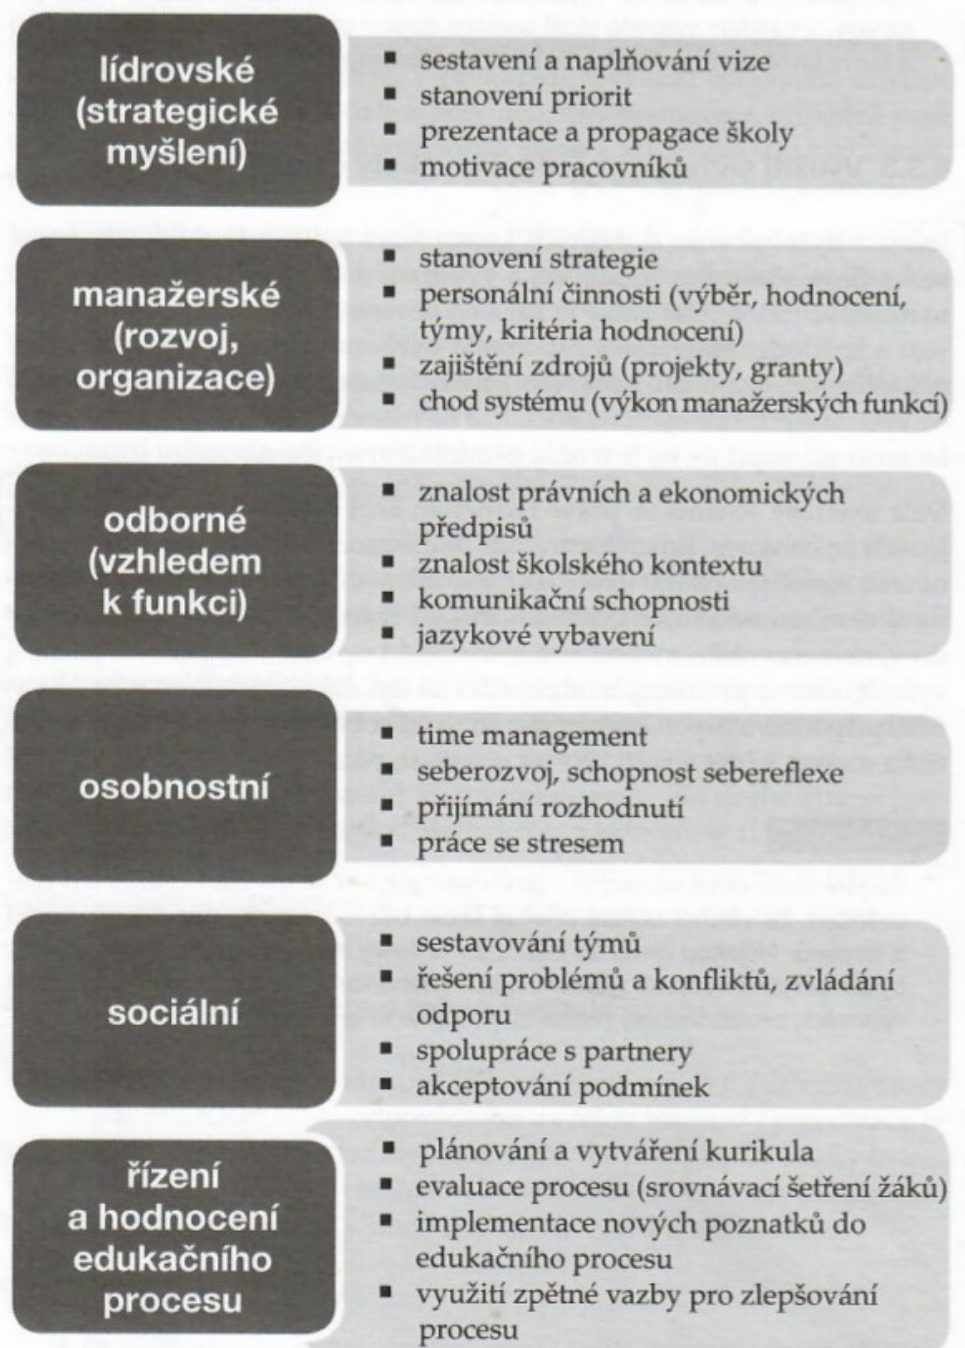 lídrovské
(strategické
myšlení)
▪ sestavení a naplňování vize
▪ stanovení priorit
▪ prezentace a propagace školy
▪ motivace pracovníků
manažerské
(rozvoj,
organizace)
▪ stanovení strategie
▪ personální činnosti (výběr, hodnocení,
týmy, kritéria hodnocení)
▪ zajištění zdrojů (projekty, granty)
▪ chod systému (výkon manažerských funkcí)
odborné
(vzhledem
k funkci)
▪ znalost právních a ekonomických
předpisů
▪ znalost školského kontextu
▪ komunikační schopnosti
▪ jazykové vybavení
osobnostní
▪ time management
▪ seberozvoj, schopnost sebereflexe
▪ přijímání rozhodnutí
▪ práce se stresem
sociální
▪ sestavování týmů
▪ řešení problémů a konfliktů, zvládání
odporu
▪ spolupráce s partnery
▪ akceptování podmínek
řízení
a hodnocení
edukačního
procesu
▪ plánování a vytváření kurikula
▪ evaluace procesu (srovnávací šetření žáků)
▪ implementace nových poznatků do
edukačního procesu
▪ využití zpětné vazby pro zlepšování
procesu